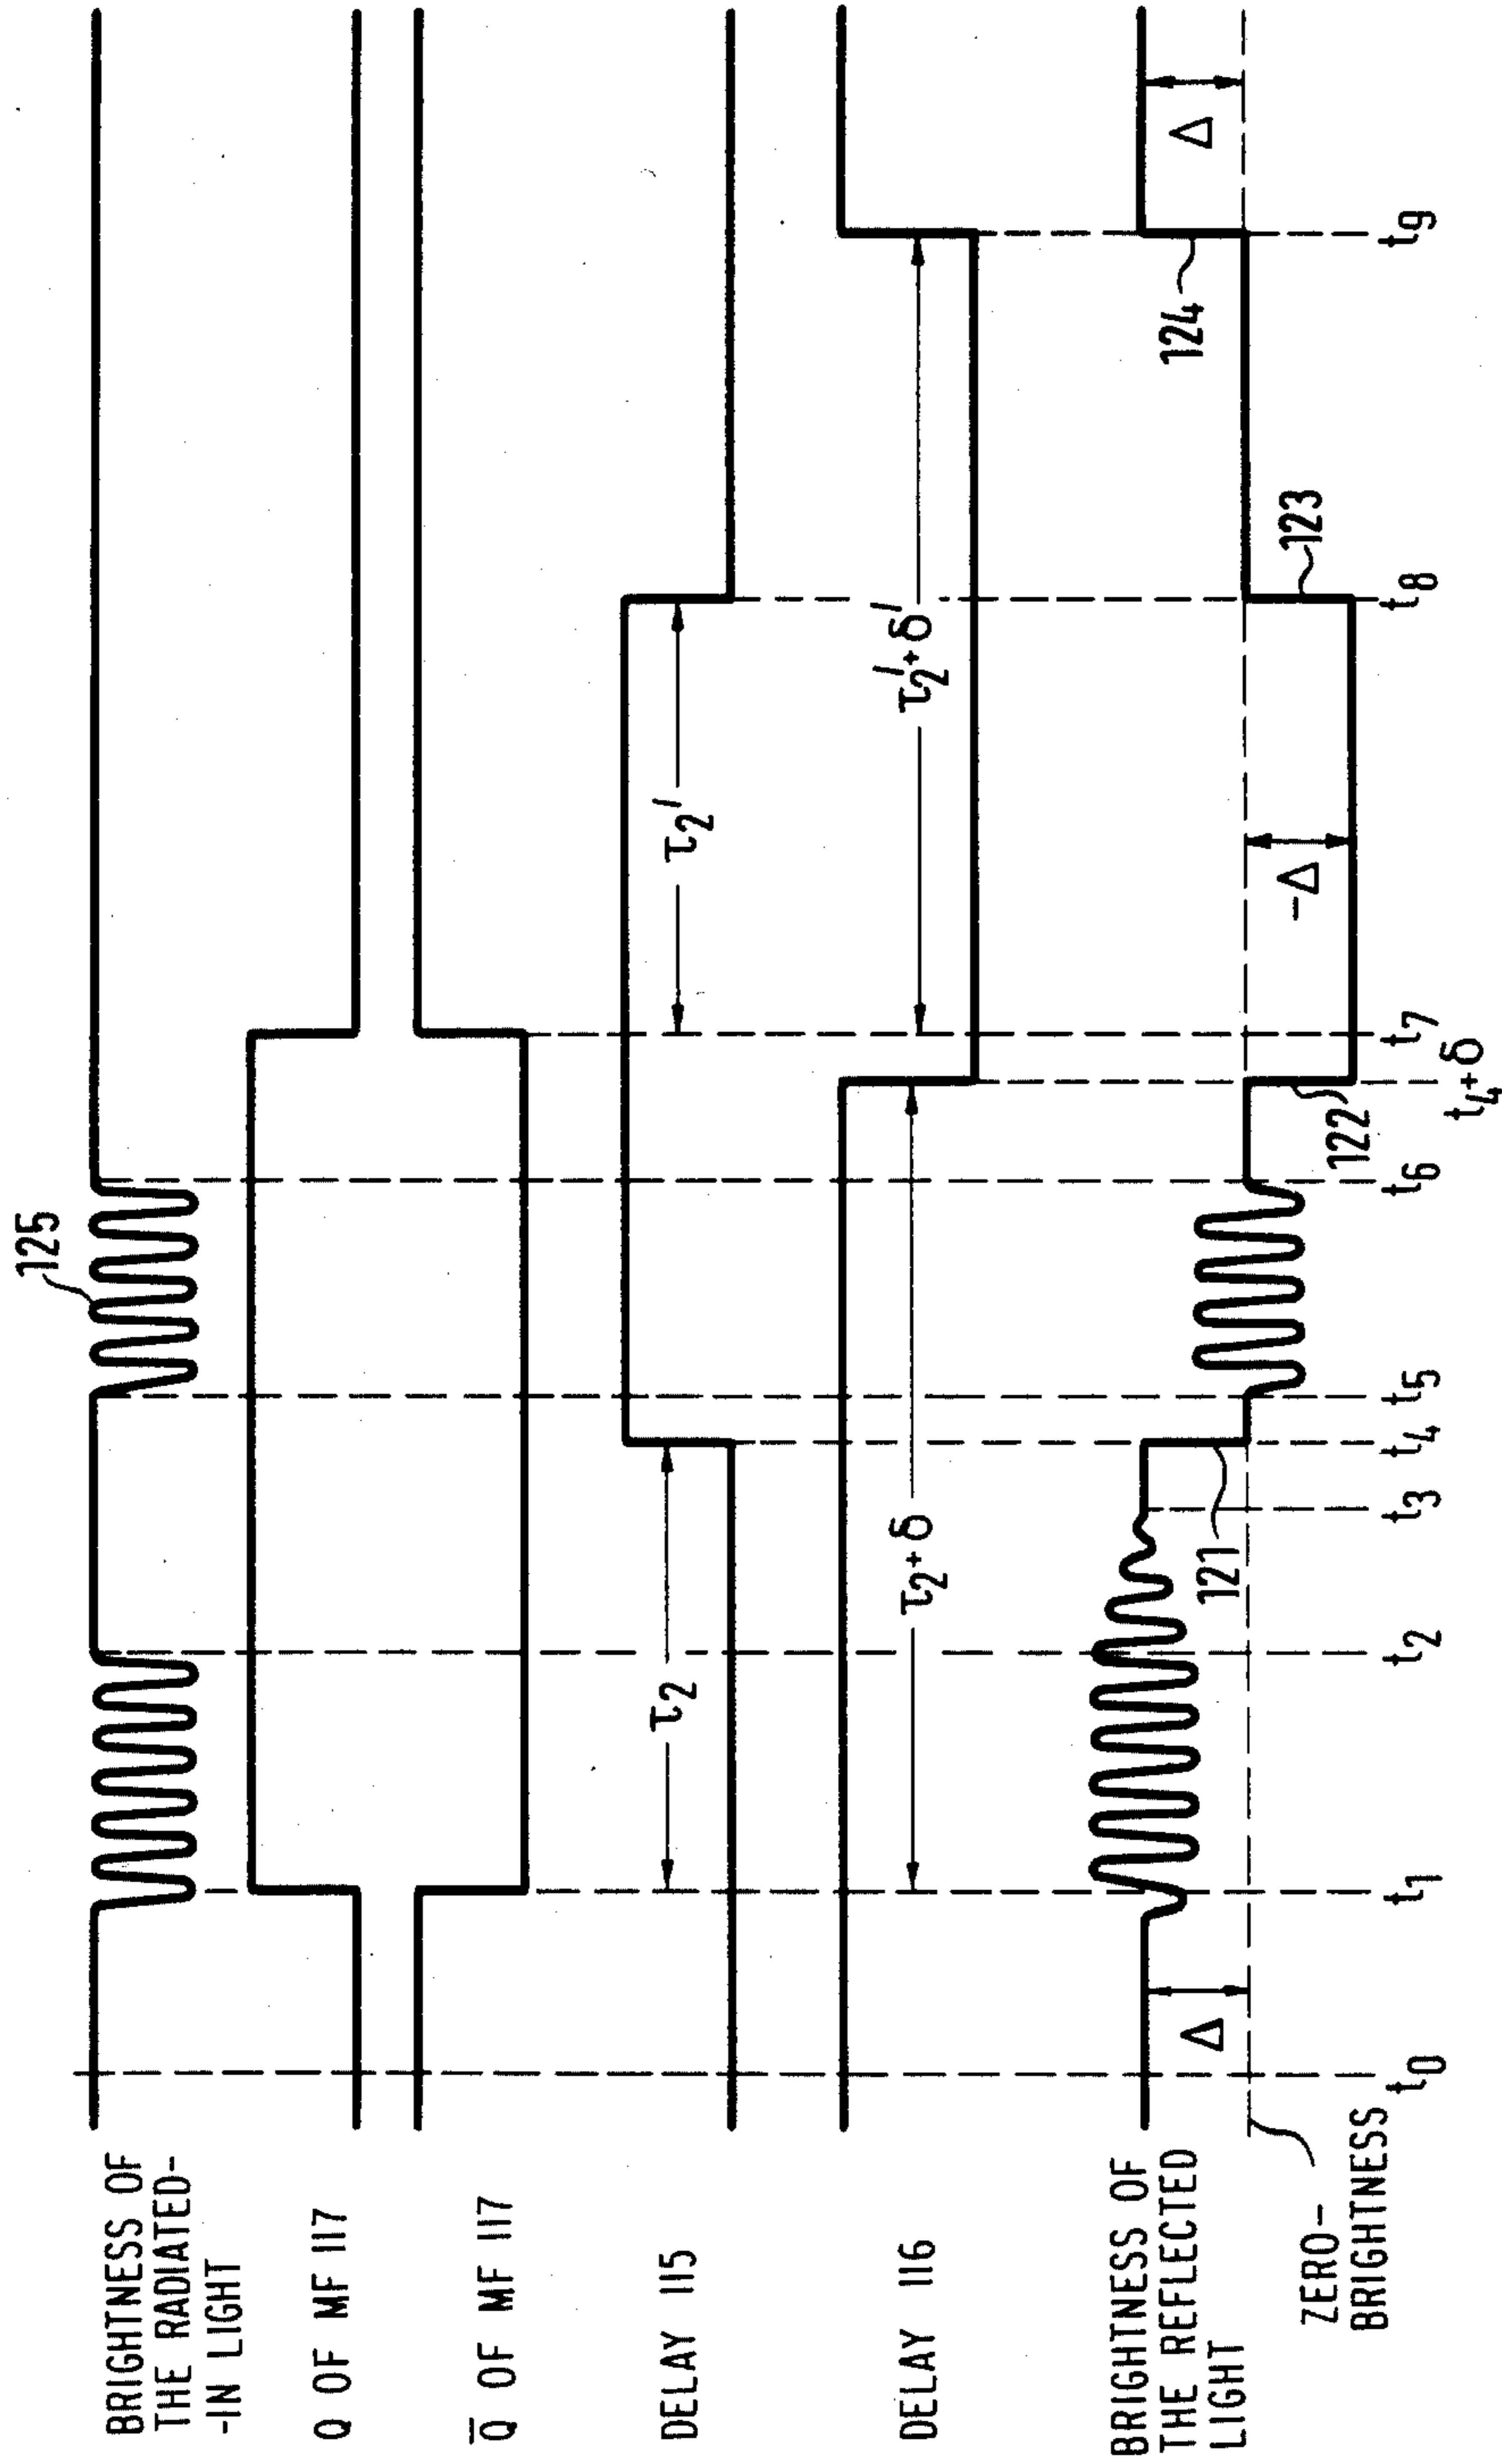 125
BRIGHTNESS OF
THE RADIATED-
-IN LIGHT
Q OF MF 117
Q̅ OF MF 117
DELAY 115
τ₂
τ₂′
DELAY 116
τ₂+δ
τ₂′+δ′
BRIGHTNESS OF
THE REFLECTED
LIGHT
Δ
121
122
-Δ
123
124
Δ
ZERO-
BRIGHTNESS
t₀
t₁
t₂
t₃
t₄
t₅
t₆
t₄+δ
t₇
t₈
t₉